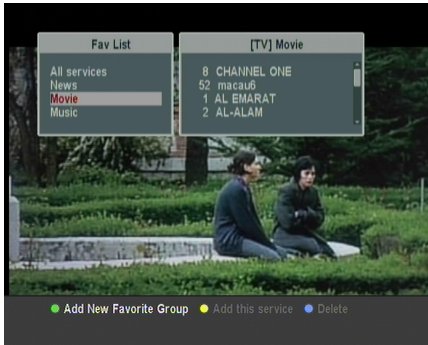 Fav List
All services
News
Movie
Music
[TV] Movie
8 CHANNEL ONE
52 macau6
1 AL EMARAT
2 AL-ALAM
Add New Favorite Group
Add this service
Delete